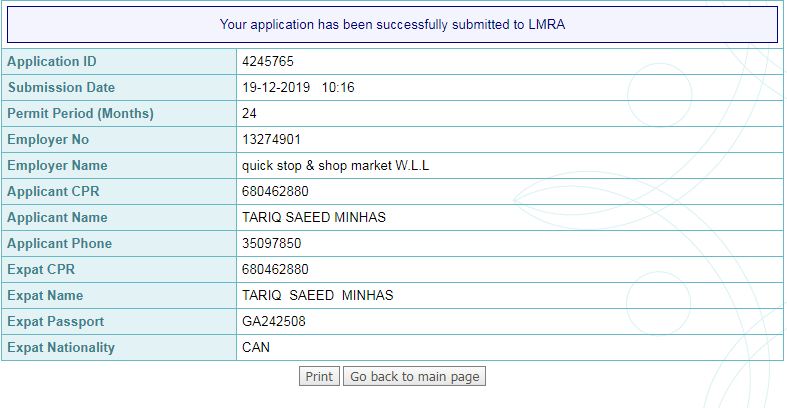 Your application has been successfully submitted to LMRA
Application ID 4245765
Submission Date 19-12-2019 10:16
Permit Period (Months) 24
Employer No 13274901
Employer Name quick stop & shop market W.L.L
Applicant CPR 680462880
Applicant Name TARIQ SAEED MINHAS
Applicant Phone 35097850
Expat CPR 680462880
Expat Name TARIQ SAEED MINHAS
Expat Passport GA242508
Expat Nationality CAN
Print Go back to main page